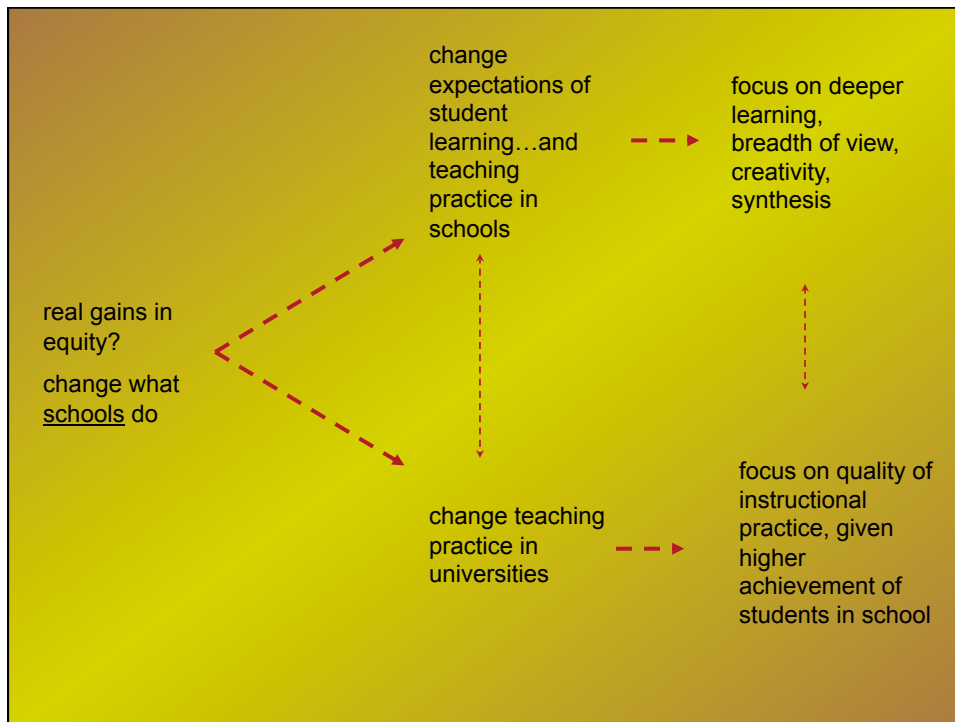 real gains in
equity?
change what
schools do
change
expectations of
student
learning…and
teaching
practice in
schools
focus on deeper
learning,
breadth of view,
creativity,
synthesis
change teaching
practice in
universities
focus on quality of
instructional
practice, given
higher
achievement of
students in school